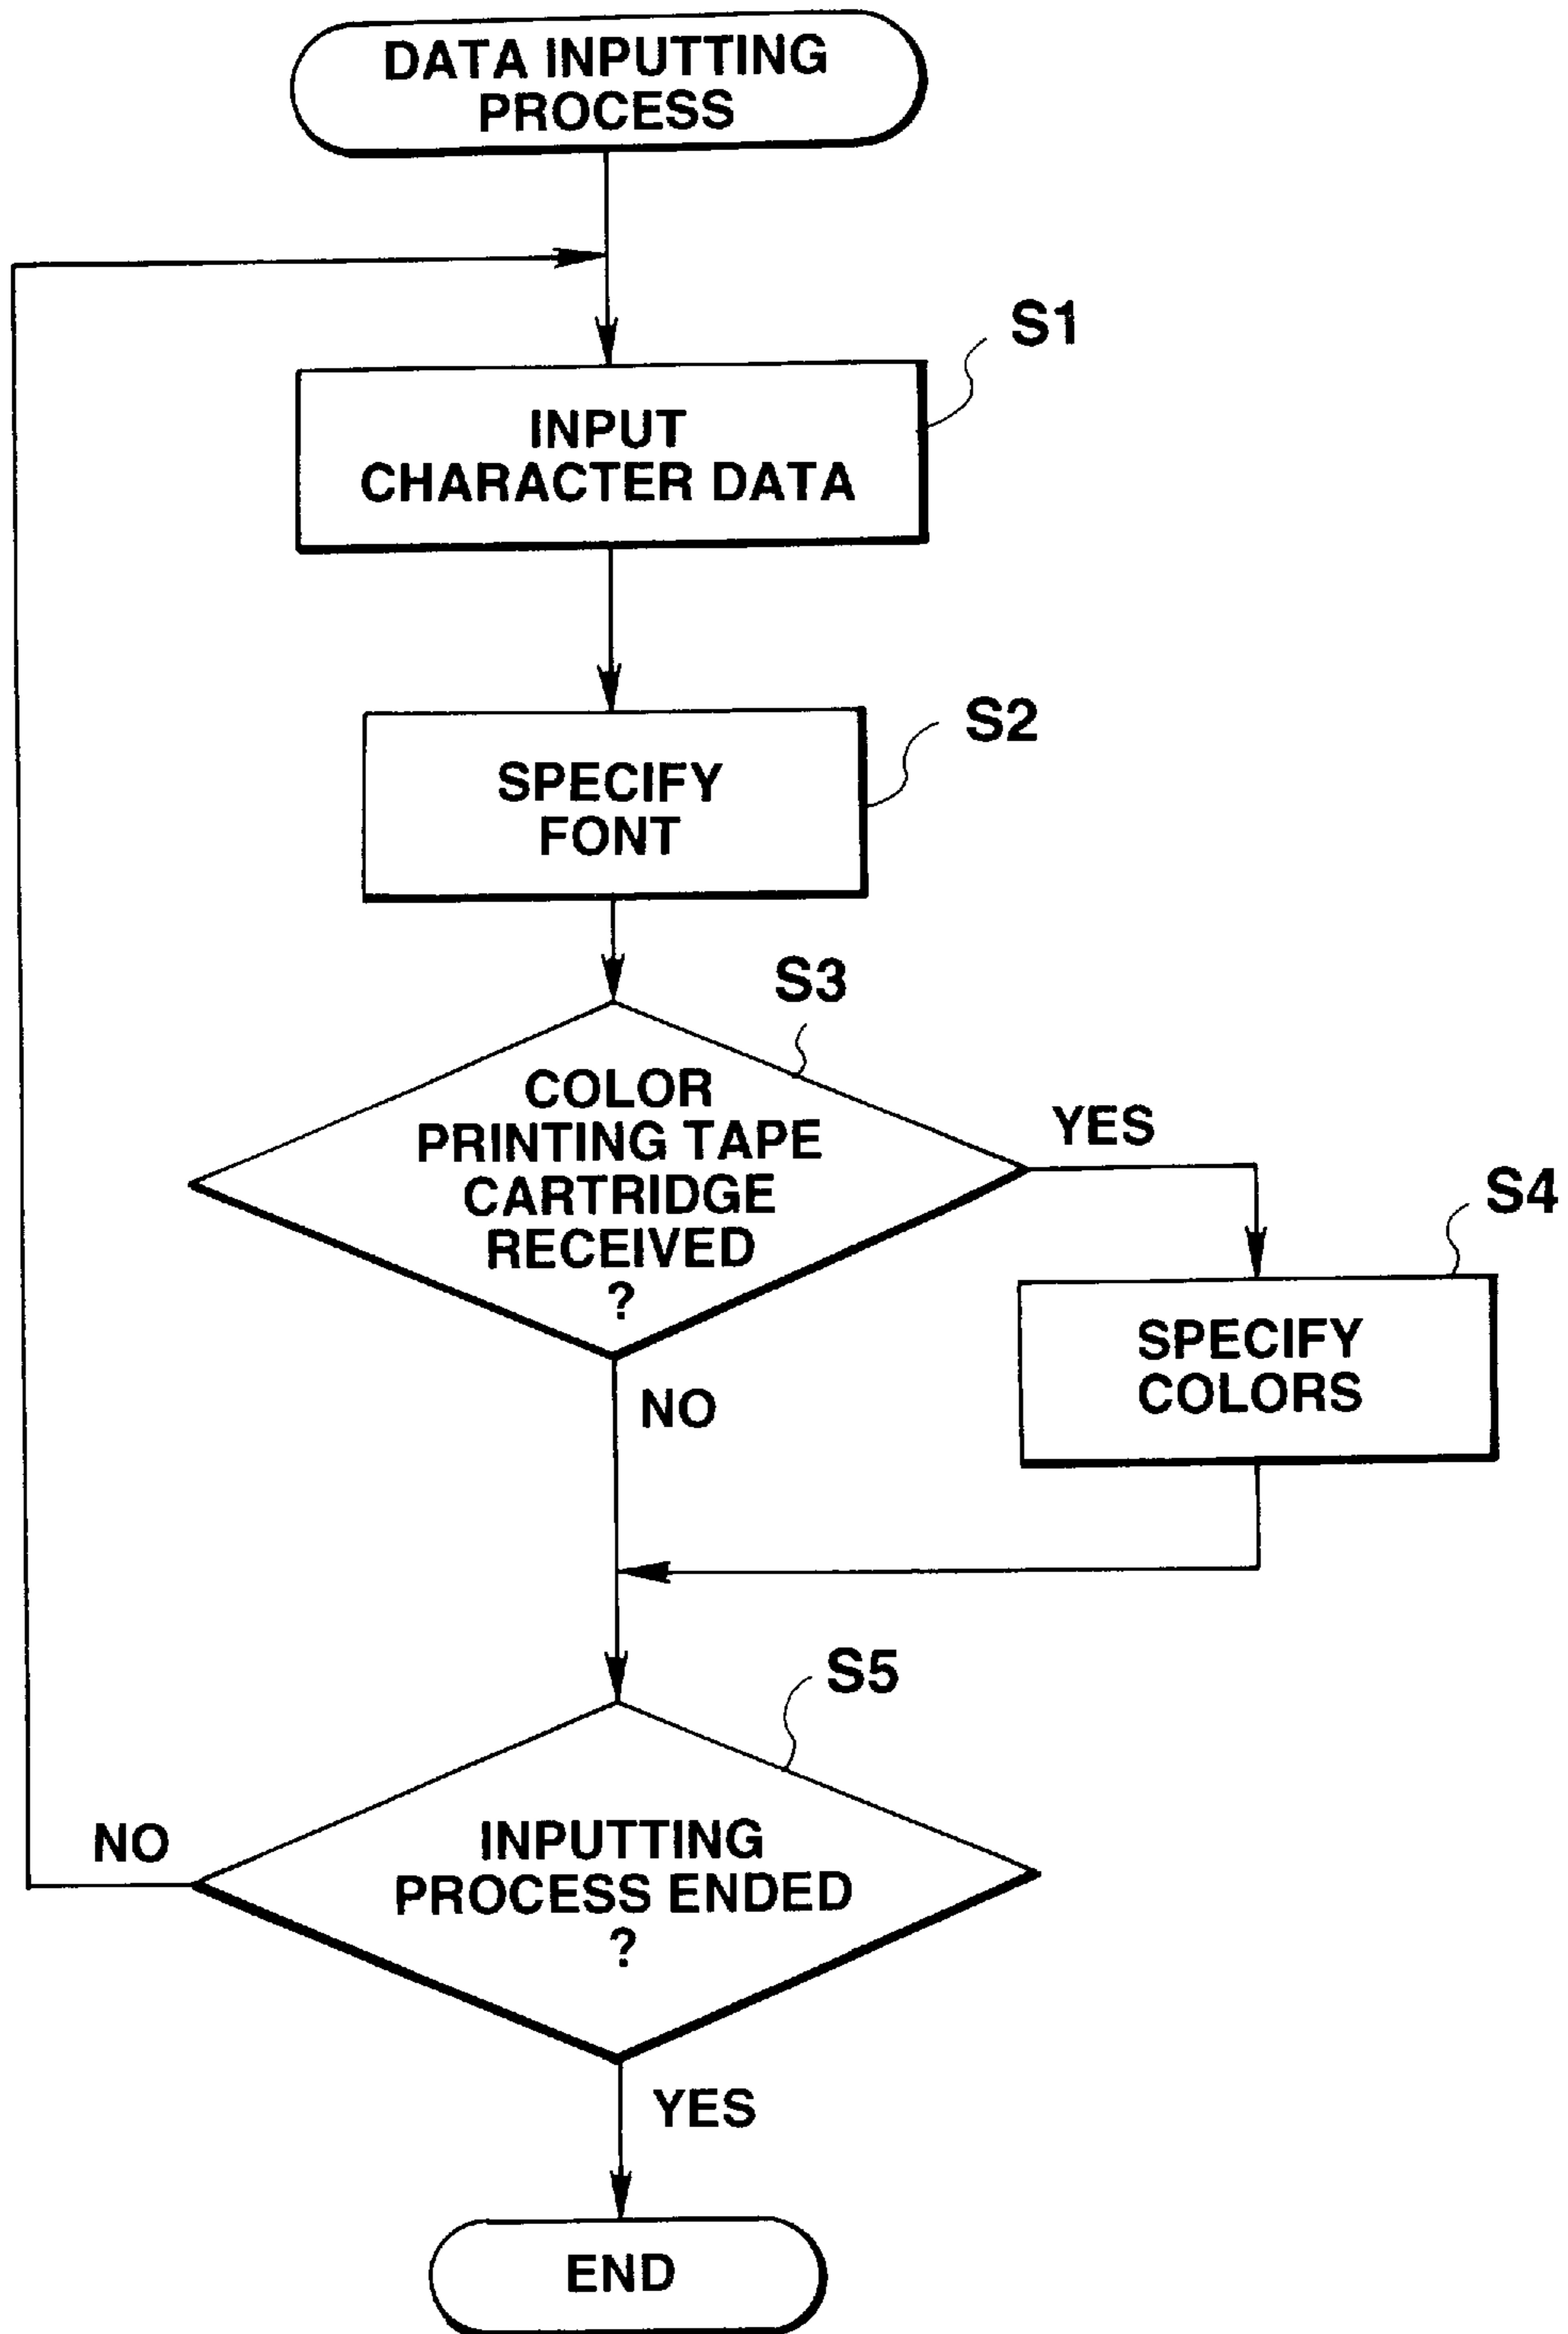 DATA INPUTTING
PROCESS
S1
INPUT
CHARACTER DATA
S2
SPECIFY
FONT
S3
COLOR
PRINTING TAPE
CARTRIDGE
RECEIVED
?
YES
S4
SPECIFY
COLORS
NO
S5
INPUTTING
PROCESS ENDED
?
NO
YES
END